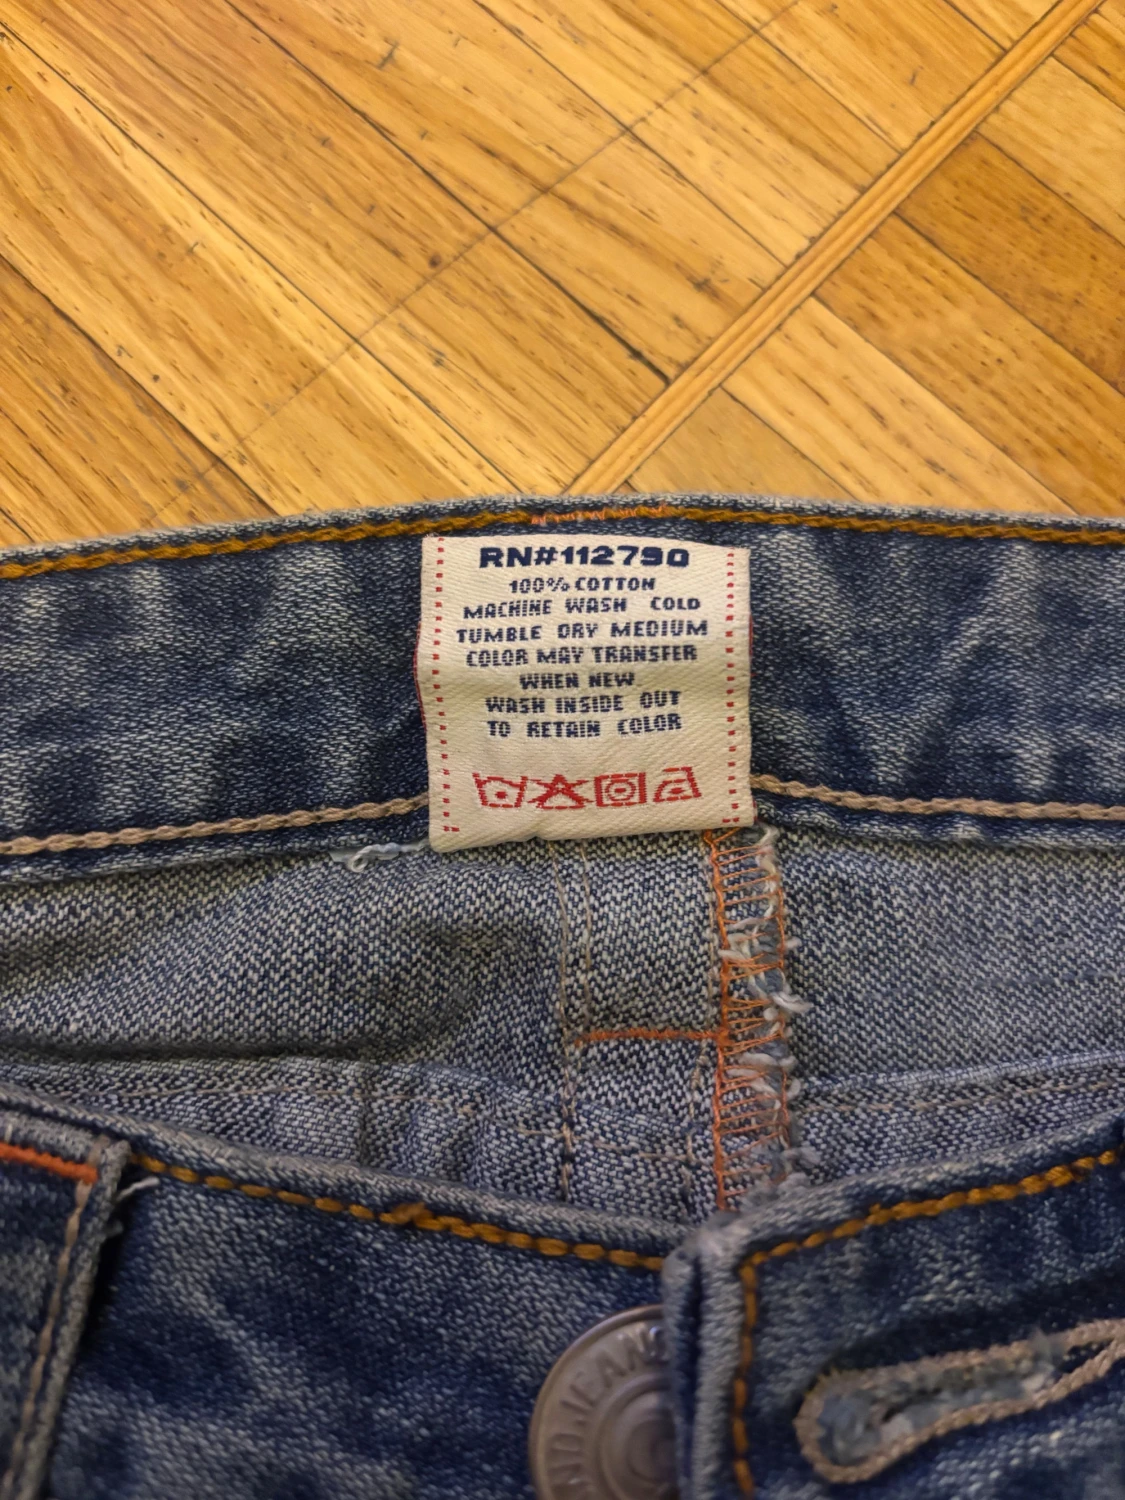 RN#112790
100% COTTON
MACHINE WASH COLD
TUMBLE DRY MEDIUM
COLOR MAY TRANSFER
WHEN NEW
WASH INSIDE OUT
TO RETAIN COLOR